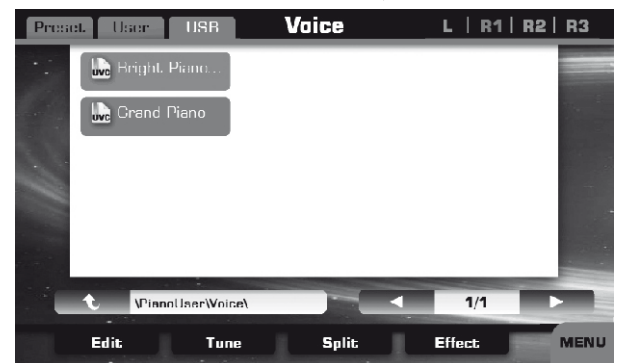 Preset User USB Voice L | R1 | R2 | R3
UVC Bright Piano...
UVC Grand Piano
\PianoUser\Voice\ 1/1
Edit Tune Split Effect MENU